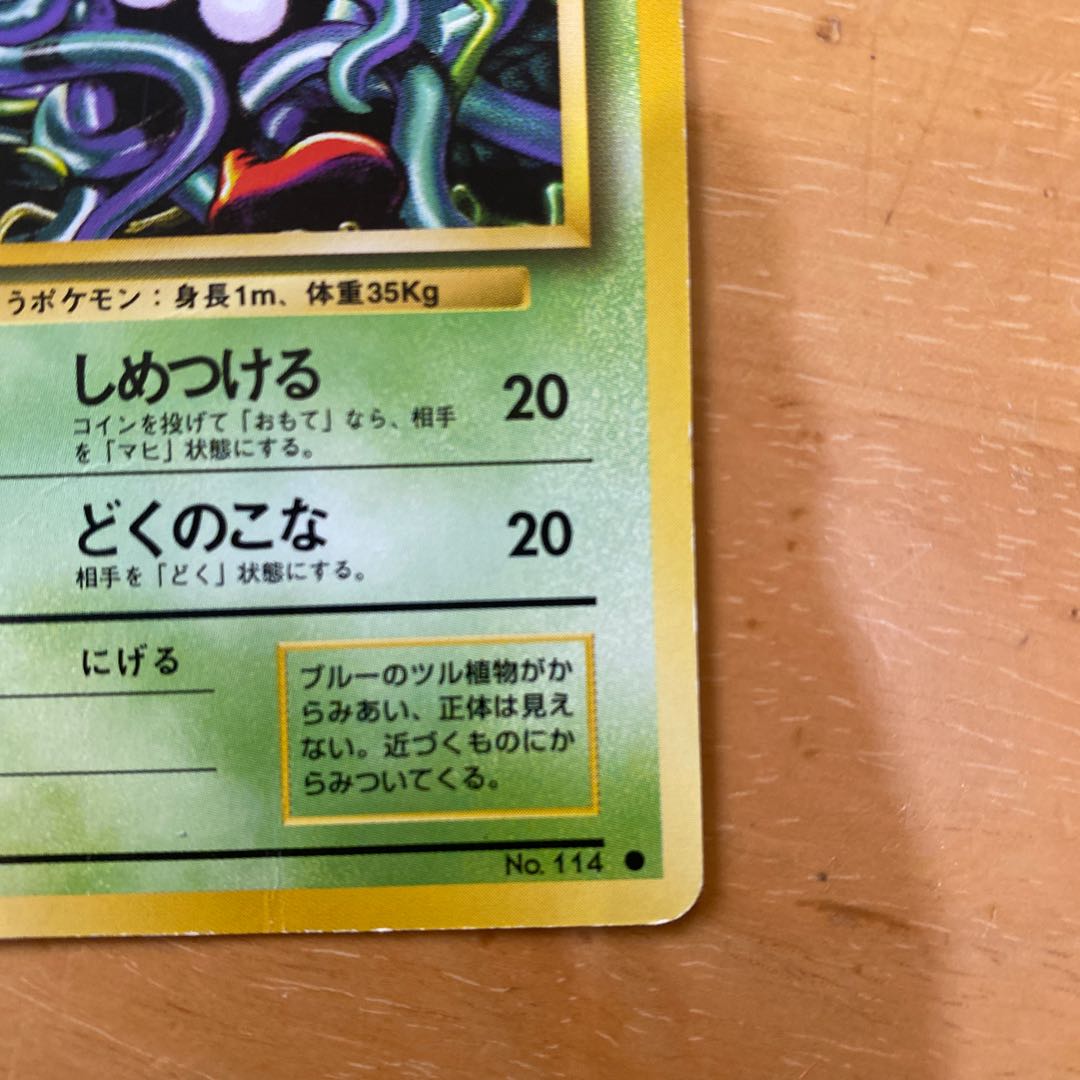 うポケモン：身長1m、体重35Kg
しめつける 20
コインを投げて「おもて」なら、相手
を「マヒ」状態にする。
どくのこな 20
相手を「どく」状態にする。
にげる
ブルーのツル植物がか
らみあい、正体は見え
ない。近づくものにか
らみついてくる。
No. 114 ●